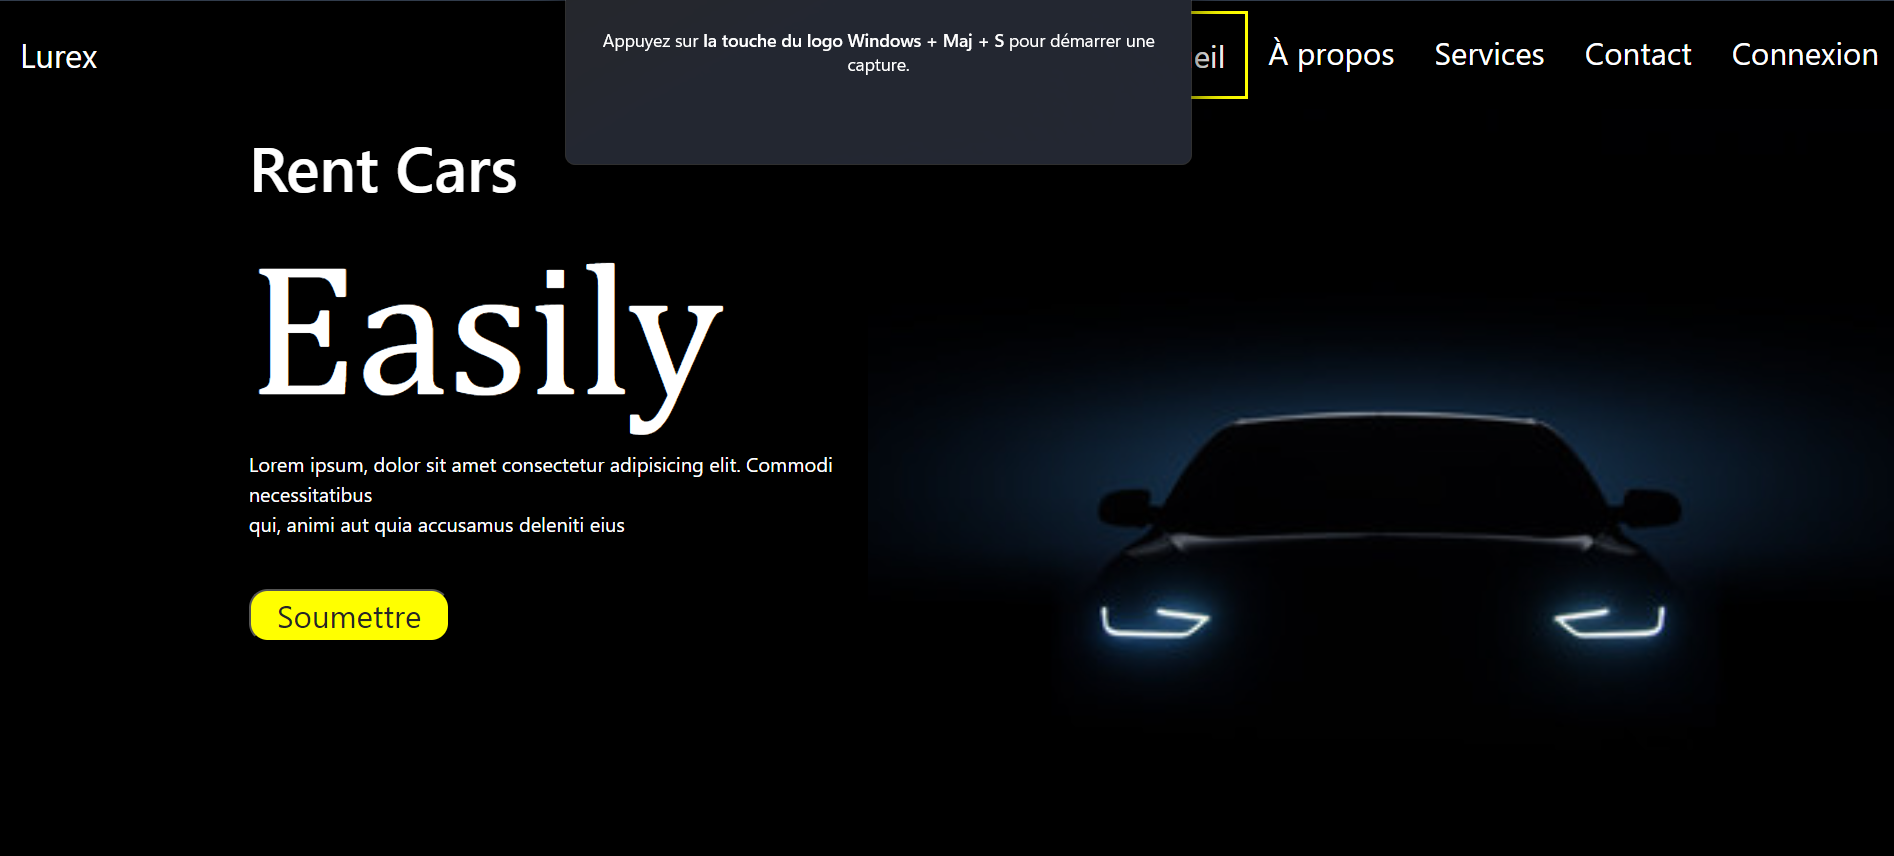 Lurex
Appuyez sur la touche du logo Windows + Maj + S pour démarrer une
capture.
eil
À propos
Services
Contact
Connexion
Rent Cars
Easily
Lorem ipsum, dolor sit amet consectetur adipisicing elit. Commodi
necessitatibus
qui, animi aut quia accusamus deleniti eius
Soumettre